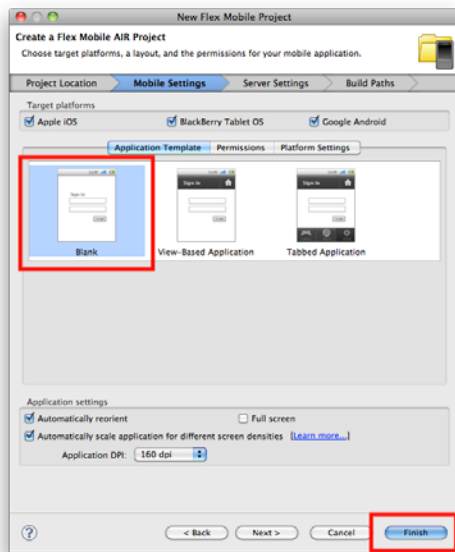 New Flex Mobile Project
Create a Flex Mobile AIR Project
Choose target platforms, a layout, and the permissions for your mobile application.
Project Location Mobile Settings Server Settings Build Paths
Target platforms
Apple iOS BlackBerry Tablet OS Google Android
Application Template Permissions Platform Settings
Sign In Sign In Sign In
Blank View-Based Application Tabbed Application
Application settings
Automatically reorient Full screen
Automatically scale application for different screen densities [Learn more...]
Application DPI: 160 dpi
? < Back Next > Cancel Finish